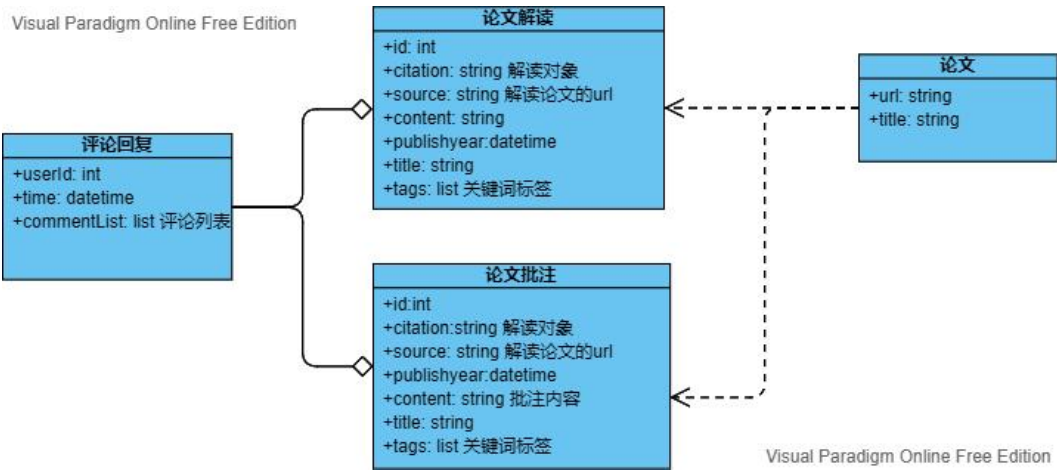 Visual Paradigm Online Free Edition
论文解读
+id: int
+citation: string 解读对象
+source: string 解读论文的url
+content: string
+publishyear:datetime
+title: string
+tags: list 关键词标签
论文
+url: string
+title: string
评论回复
+userId: int
+time: datetime
+commentList: list 评论列表
论文批注
+id:int
+citation:string 解读对象
+source: string 解读论文的url
+publishyear:datetime
+content: string 批注内容
+title: string
+tags: list 关键词标签
Visual Paradigm Online Free Edition